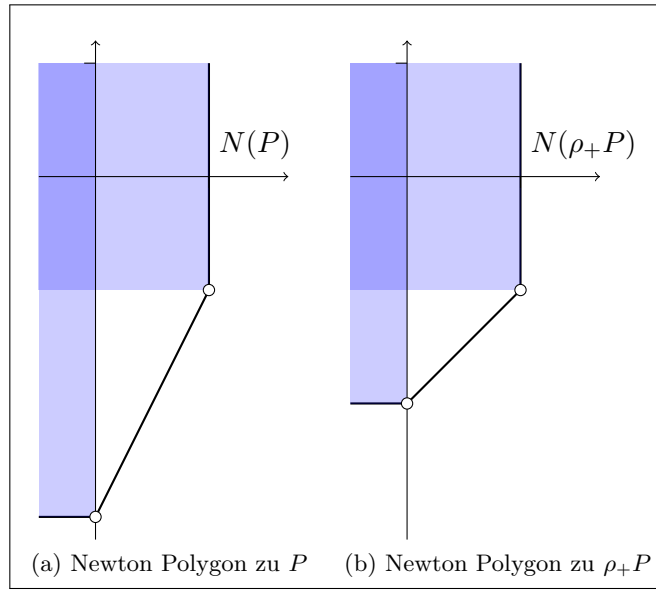 N(P)
N(ρ₊P)
(a) Newton Polygon zu P
(b) Newton Polygon zu ρ₊P